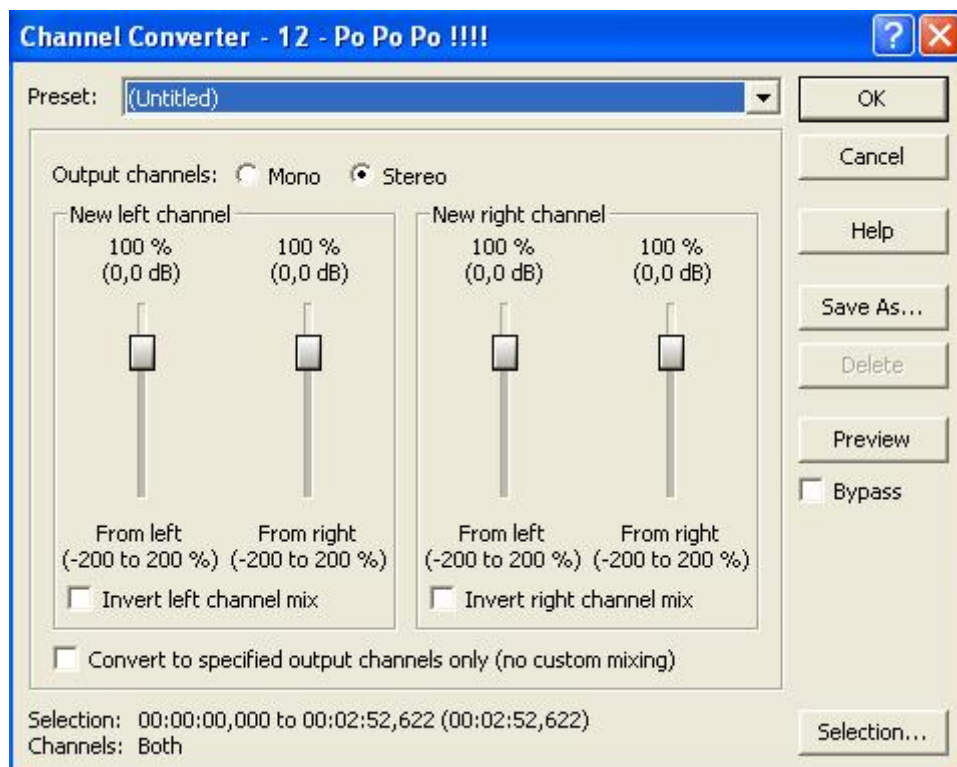 Channel Converter - 12 - Po Po Po !!!!
Preset: (Untitled)
OK
Cancel
Help
Save As...
Delete
Preview
Bypass
Output channels: Mono Stereo
New left channel
100 % 100 %
(0,0 dB) (0,0 dB)
From left From right
(-200 to 200 %) (-200 to 200 %)
Invert left channel mix
New right channel
100 % 100 %
(0,0 dB) (0,0 dB)
From left From right
(-200 to 200 %) (-200 to 200 %)
Invert right channel mix
Convert to specified output channels only (no custom mixing)
Selection: 00:00:00,000 to 00:02:52,622 (00:02:52,622)
Channels: Both
Selection...